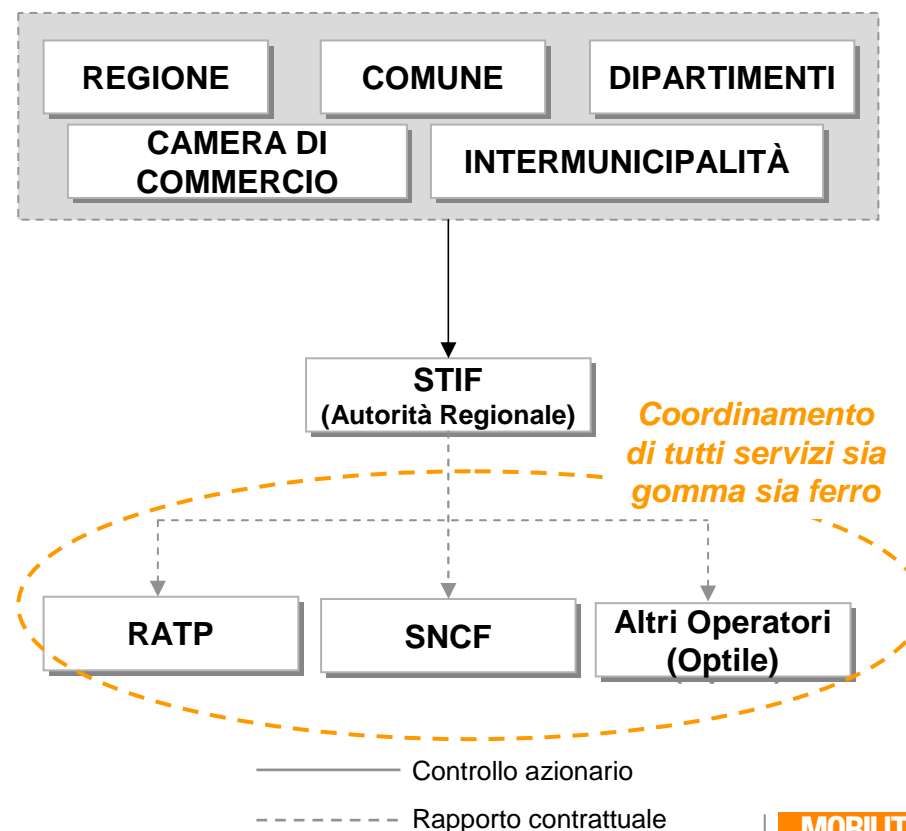 REGIONE
COMUNE
DIPARTIMENTI
CAMERA DI
COMMERCIO
INTERMUNICIPALITÀ
STIF
(Autorità Regionale)
Coordinamento
di tutti servizi sia
gomma sia ferro
RATP
SNCF
Altri Operatori
(Optile)
Controllo azionario
Rapporto contrattuale